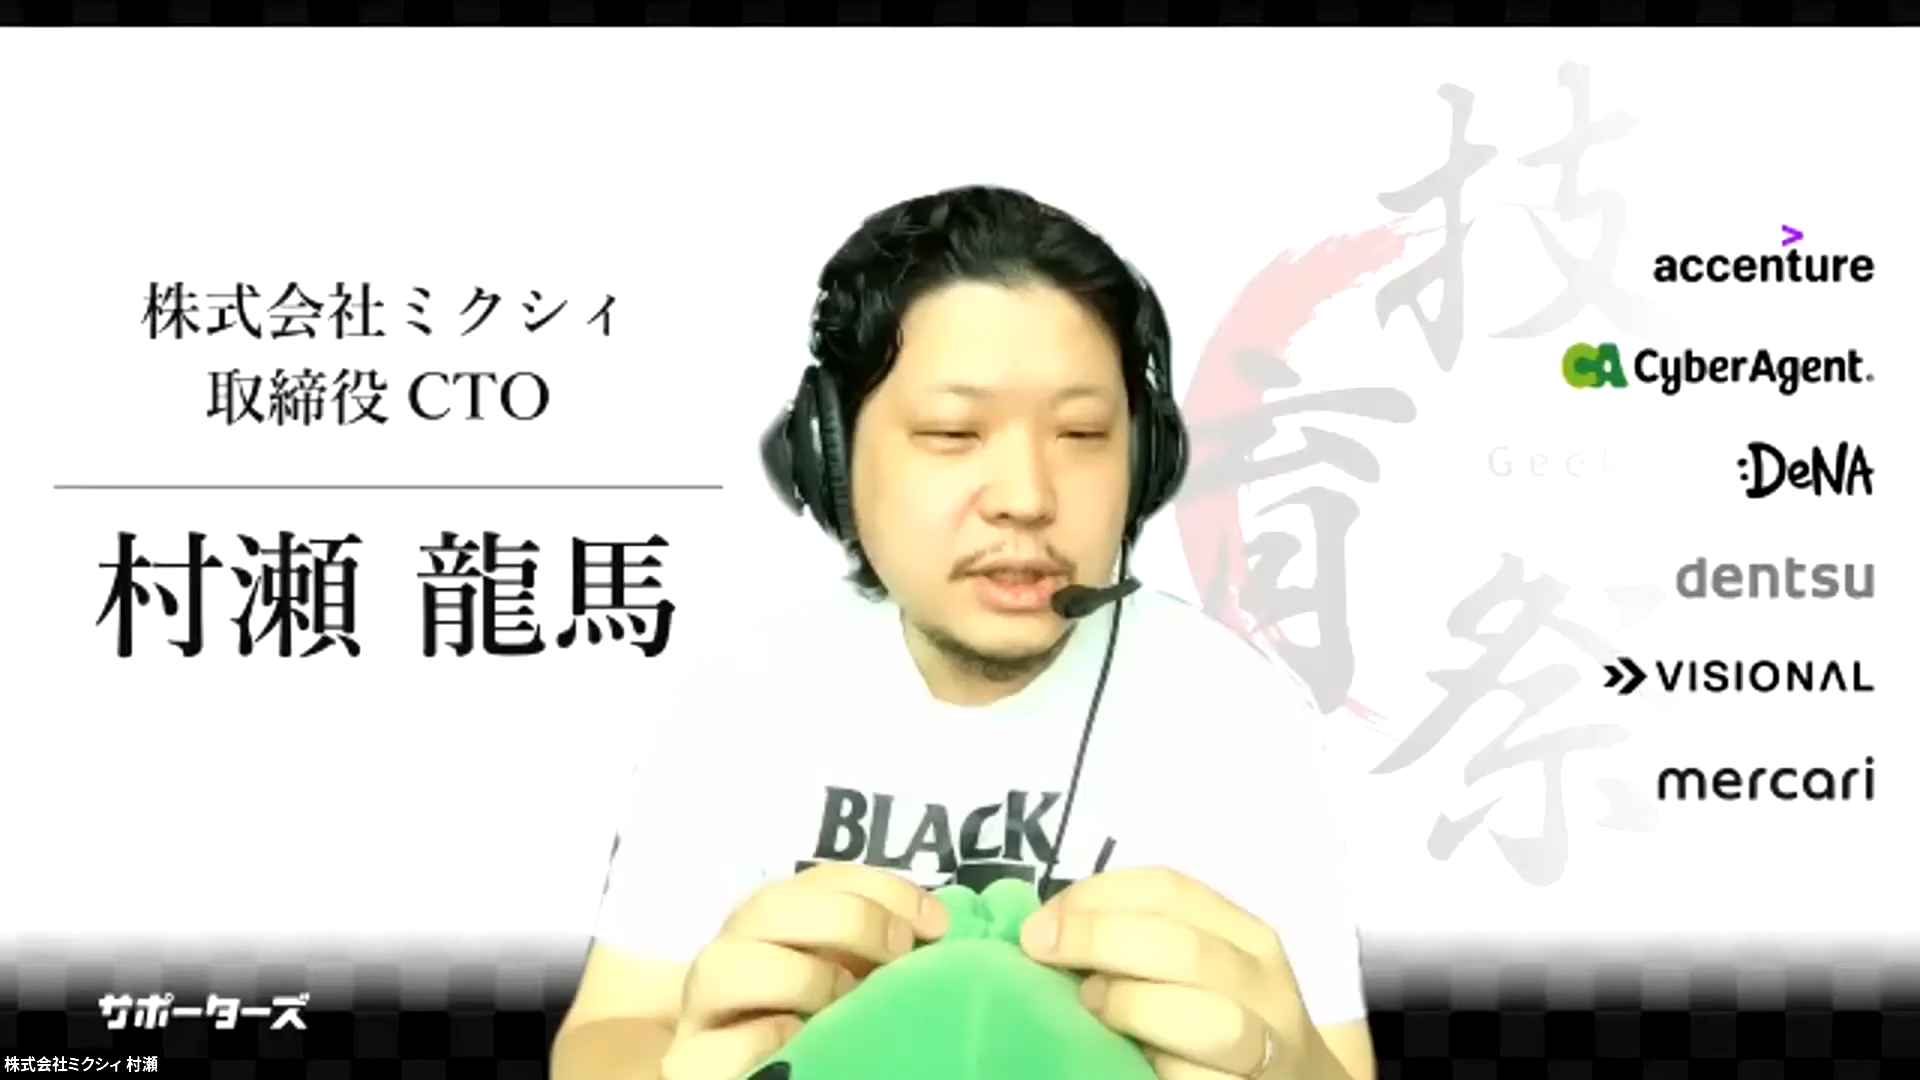 株式会社ミクシィ
取締役 CTO
村瀬 龍馬
技育祭
Geek
accenture
CyberAgent.
:DeNA
dentsu
VISIONAL
mercari
BLACK
サポーターズ
株式会社ミクシィ 村瀬